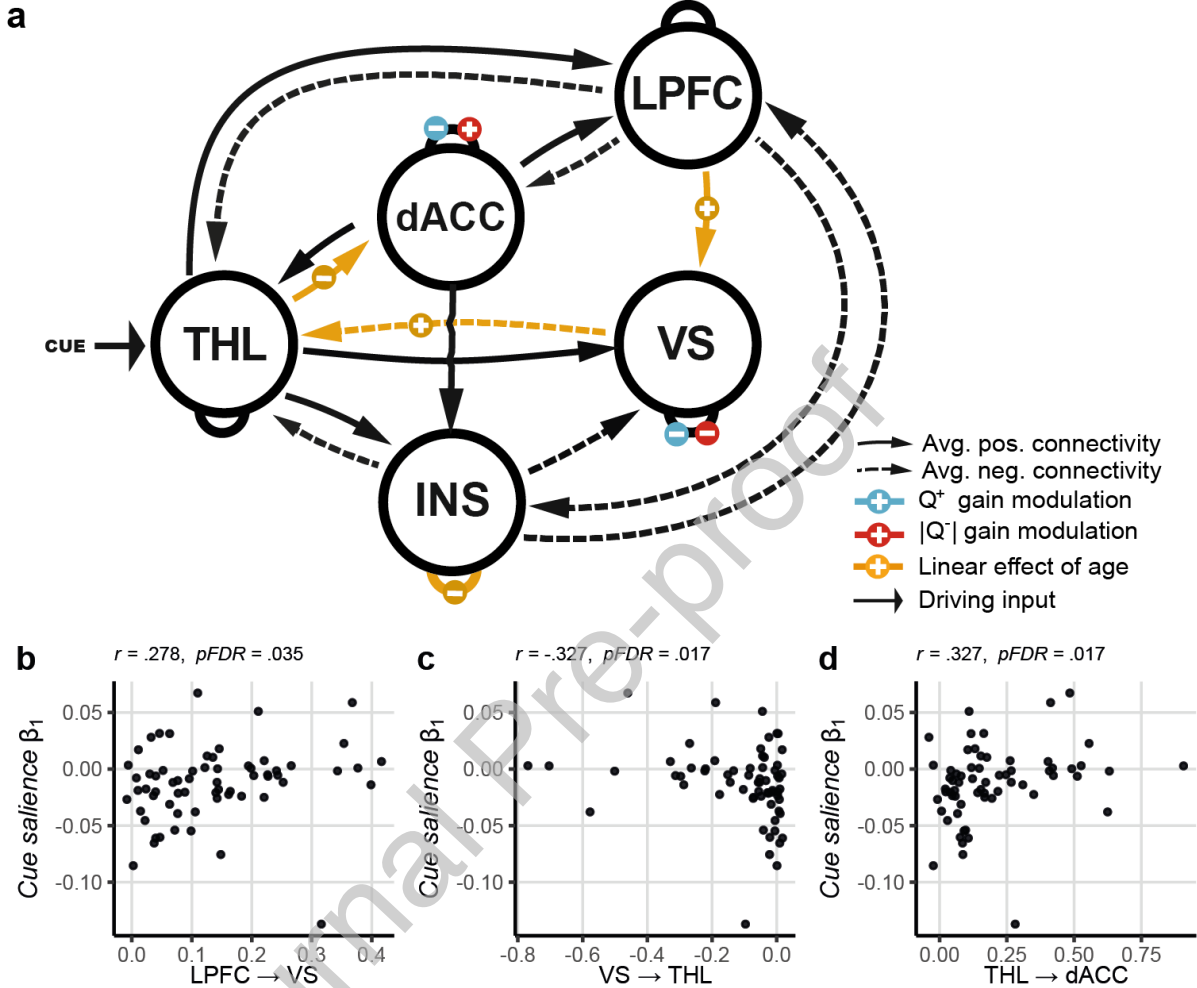 a
LPFC
dACC
THL
VS
INS
CUE
Avg. pos. connectivity
Avg. neg. connectivity
Q⁺ gain modulation
|Q⁻| gain modulation
Linear effect of age
Driving input
b
r = .278, pFDR = .035
Cue salience β₁
0.05
0.00
-0.05
-0.10
0.0 0.1 0.2 0.3 0.4
LPFC → VS
c
r = -.327, pFDR = .017
Cue salience β₁
0.05
0.00
-0.05
-0.10
-0.8 -0.6 -0.4 -0.2 0.0
VS → THL
d
r = .327, pFDR = .017
Cue salience β₁
0.05
0.00
-0.05
-0.10
0.00 0.25 0.50 0.75
THL → dACC
rnal Pre-proof